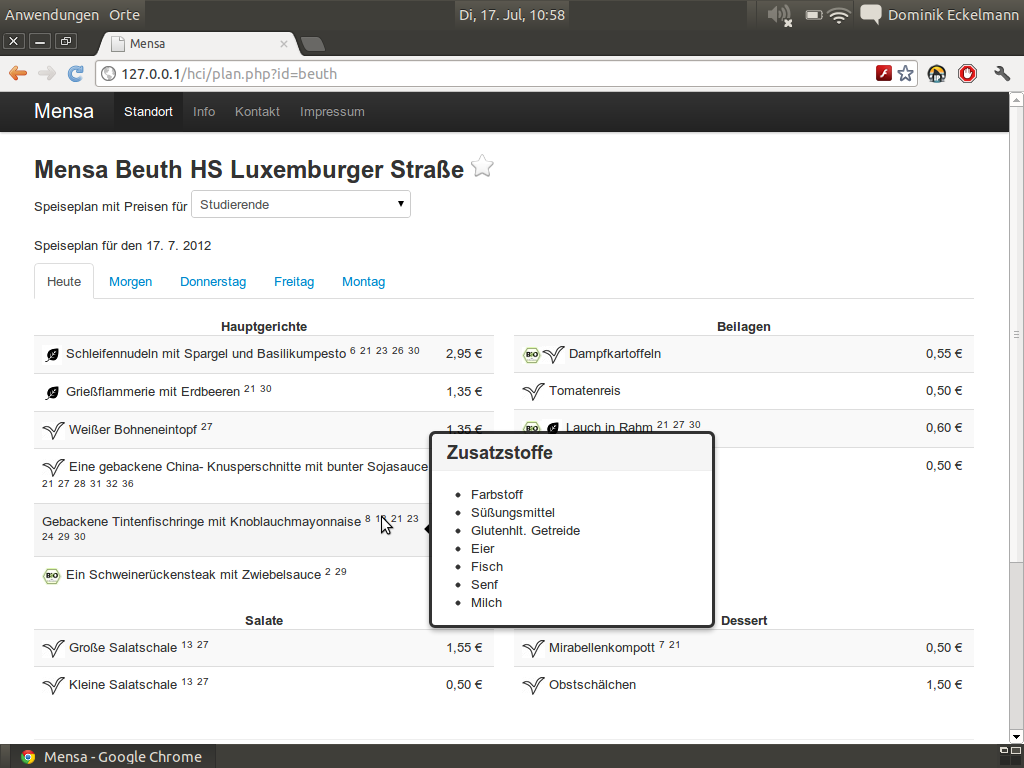 Anwendungen Orte
Di, 17. Jul, 10:58
Dominik Eckelmann
Mensa
127.0.0.1/hci/plan.php?id=beuth
Mensa Standort Info Kontakt Impressum
Mensa Beuth HS Luxemburger Straße
Speiseplan mit Preisen für Studierende
Speiseplan für den 17. 7. 2012
Heute Morgen Donnerstag Freitag Montag
Hauptgerichte
Schleifennudeln mit Spargel und Basilikumpesto 6 21 23 26 30 2,95 €
Grießflammerie mit Erdbeeren 21 30 1,35 €
Weißer Bohneneintopf 27 1,35 €
Eine gebackene China- Knusperschnitte mit bunter Sojasauce
21 27 28 31 32 36
Gebackene Tintenfischringe mit Knoblauchmayonnaise 8 21 23
24 29 30
BIO Ein Schweinerückensteak mit Zwiebelsauce 2 29
Beilagen
BIO Dampfkartoffeln 0,55 €
Tomatenreis 0,50 €
BIO Lauch in Rahm 21 27 30 0,60 €
0,50 €
Zusatzstoffe
Farbstoff
Süßungsmittel
Glutenhlt. Getreide
Eier
Fisch
Senf
Milch
Salate
Große Salatschale 13 27 1,55 €
Kleine Salatschale 13 27 0,50 €
Dessert
Mirabellenkompott 7 21 0,50 €
Obstschälchen 1,50 €
Mensa - Google Chrome